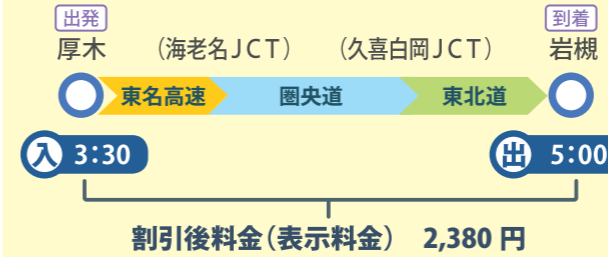 出発 到着
厚木 （海老名JCT） （久喜白岡JCT） 岩槻
東名高速 圏央道 東北道
入 3:30 出 5:00
割引後料金（表示料金） 2,380 円